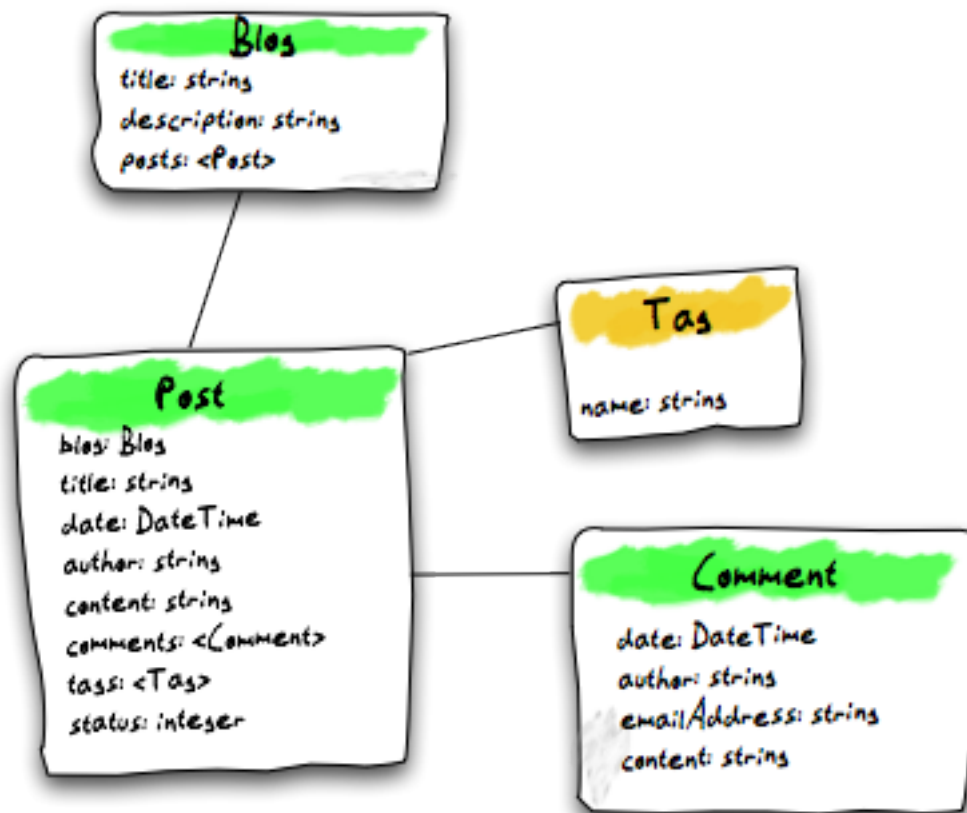 Blog
title: string
description: string
posts: <Post>
Tag
name: string
Post
blog: Blog
title: string
date: DateTime
author: string
content: string
comments: <Comment>
tags: <Tag>
status: integer
Comment
date: DateTime
author: string
emailAddress: string
content: string